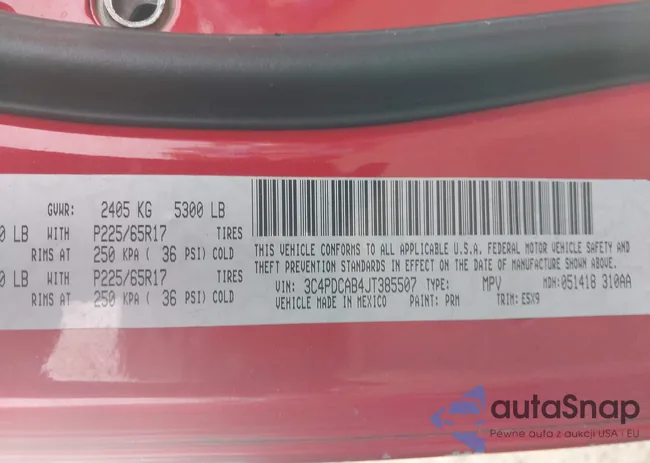 GVWR: 2405 KG 5300 LB
0 LB WITH P225/65R17 TIRES
RIMS AT 250 KPA ( 36 PSI) COLD
0 LB WITH P225/65R17 TIRES
RIMS AT 250 KPA ( 36 PSI) COLD
THIS VEHICLE CONFORMS TO ALL APPLICABLE U.S.A. FEDERAL MOTOR VEHICLE SAFETY AND
THEFT PREVENTION STANDARDS IN EFFECT ON THE DATE OF MANUFACTURE SHOWN ABOVE.
VIN: 3C4PDCAB4JT385507 TYPE: MPV MDH: 051418 310AA
VEHICLE MADE IN MEXICO PAINT: PRM TRIM: E5X9
autaSnap
Pewne auta z aukcji USA i EU